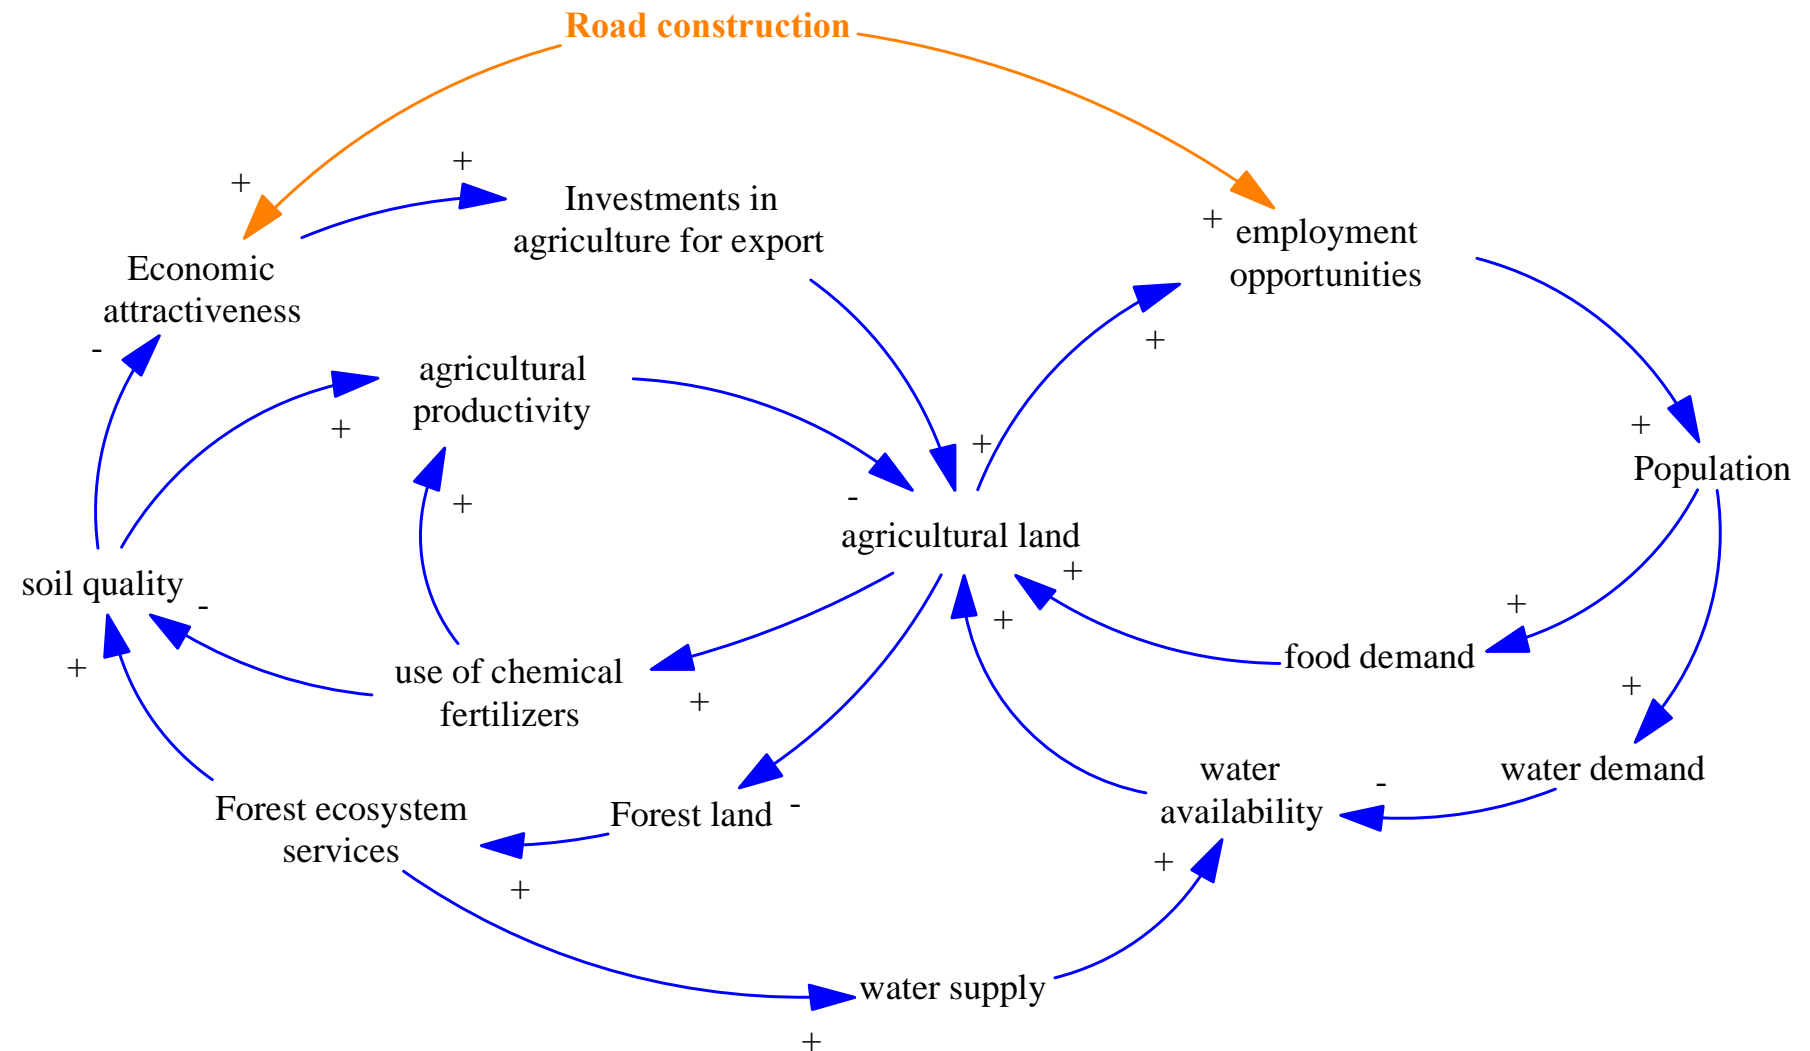 Road construction
+
+
Investments in
agriculture for export
+
employment
opportunities
Economic
attractiveness
-
+
agricultural
productivity
+
+
+
Population
+
-
agricultural land
+
soil quality
-
+
+
food demand
+
use of chemical
fertilizers
+
+
water
availability
-
water demand
Forest ecosystem
services
Forest land
-
+
+
water supply
+